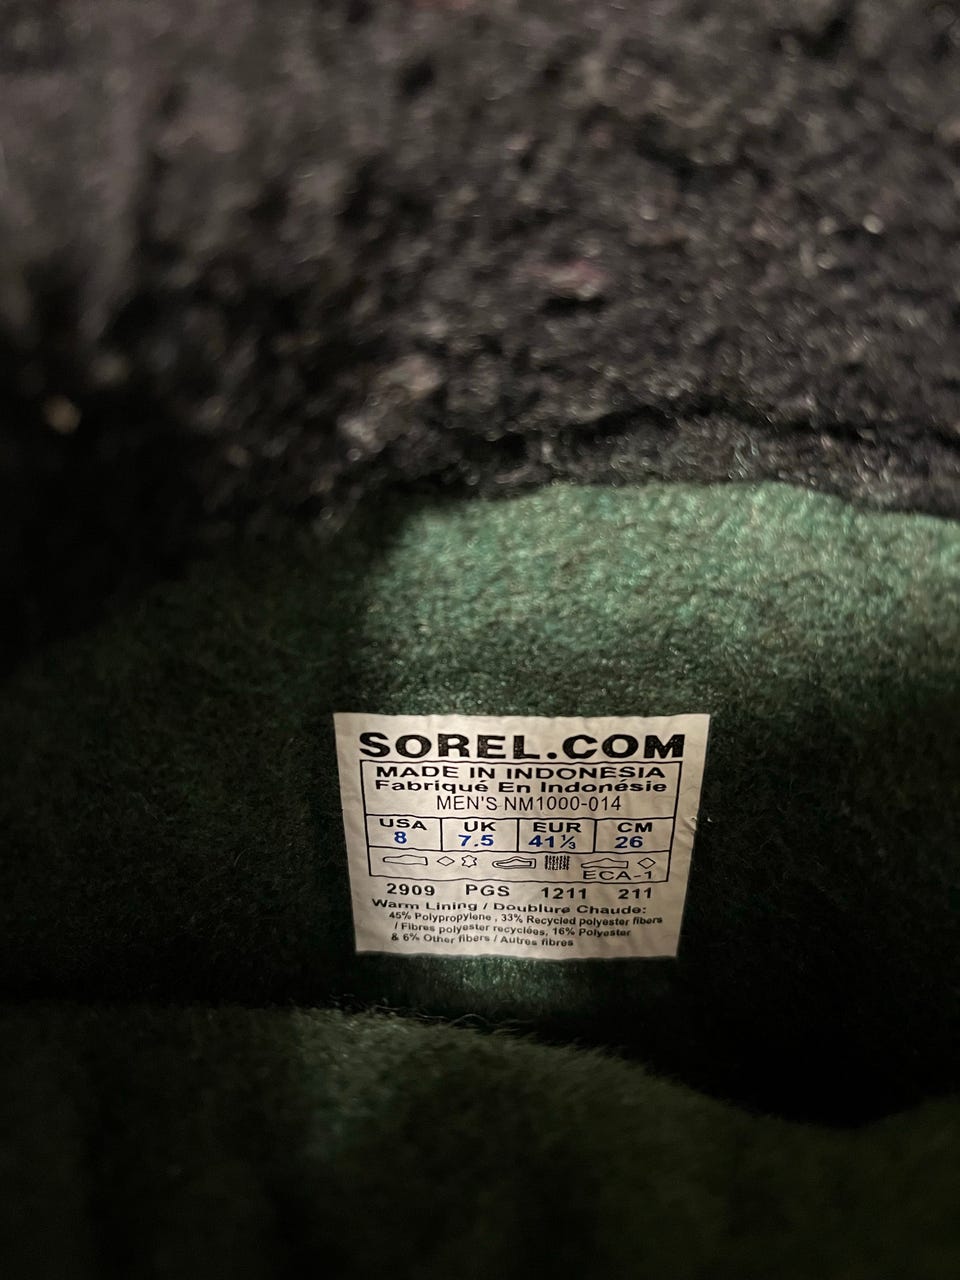 SOREL.COM
MADE IN INDONESIA
Fabriqué En Indonésie
MEN'S NM1000-014
USA UK EUR CM
8 7.5 41⅓ 26
ECA-1
2909 PGS 1211 211
Warm Lining / Doublure Chaude:
45% Polypropylene , 33% Recycled polyester fibers
/ Fibres polyester recyclées, 16% Polyester
& 6% Other fibers / Autres fibres